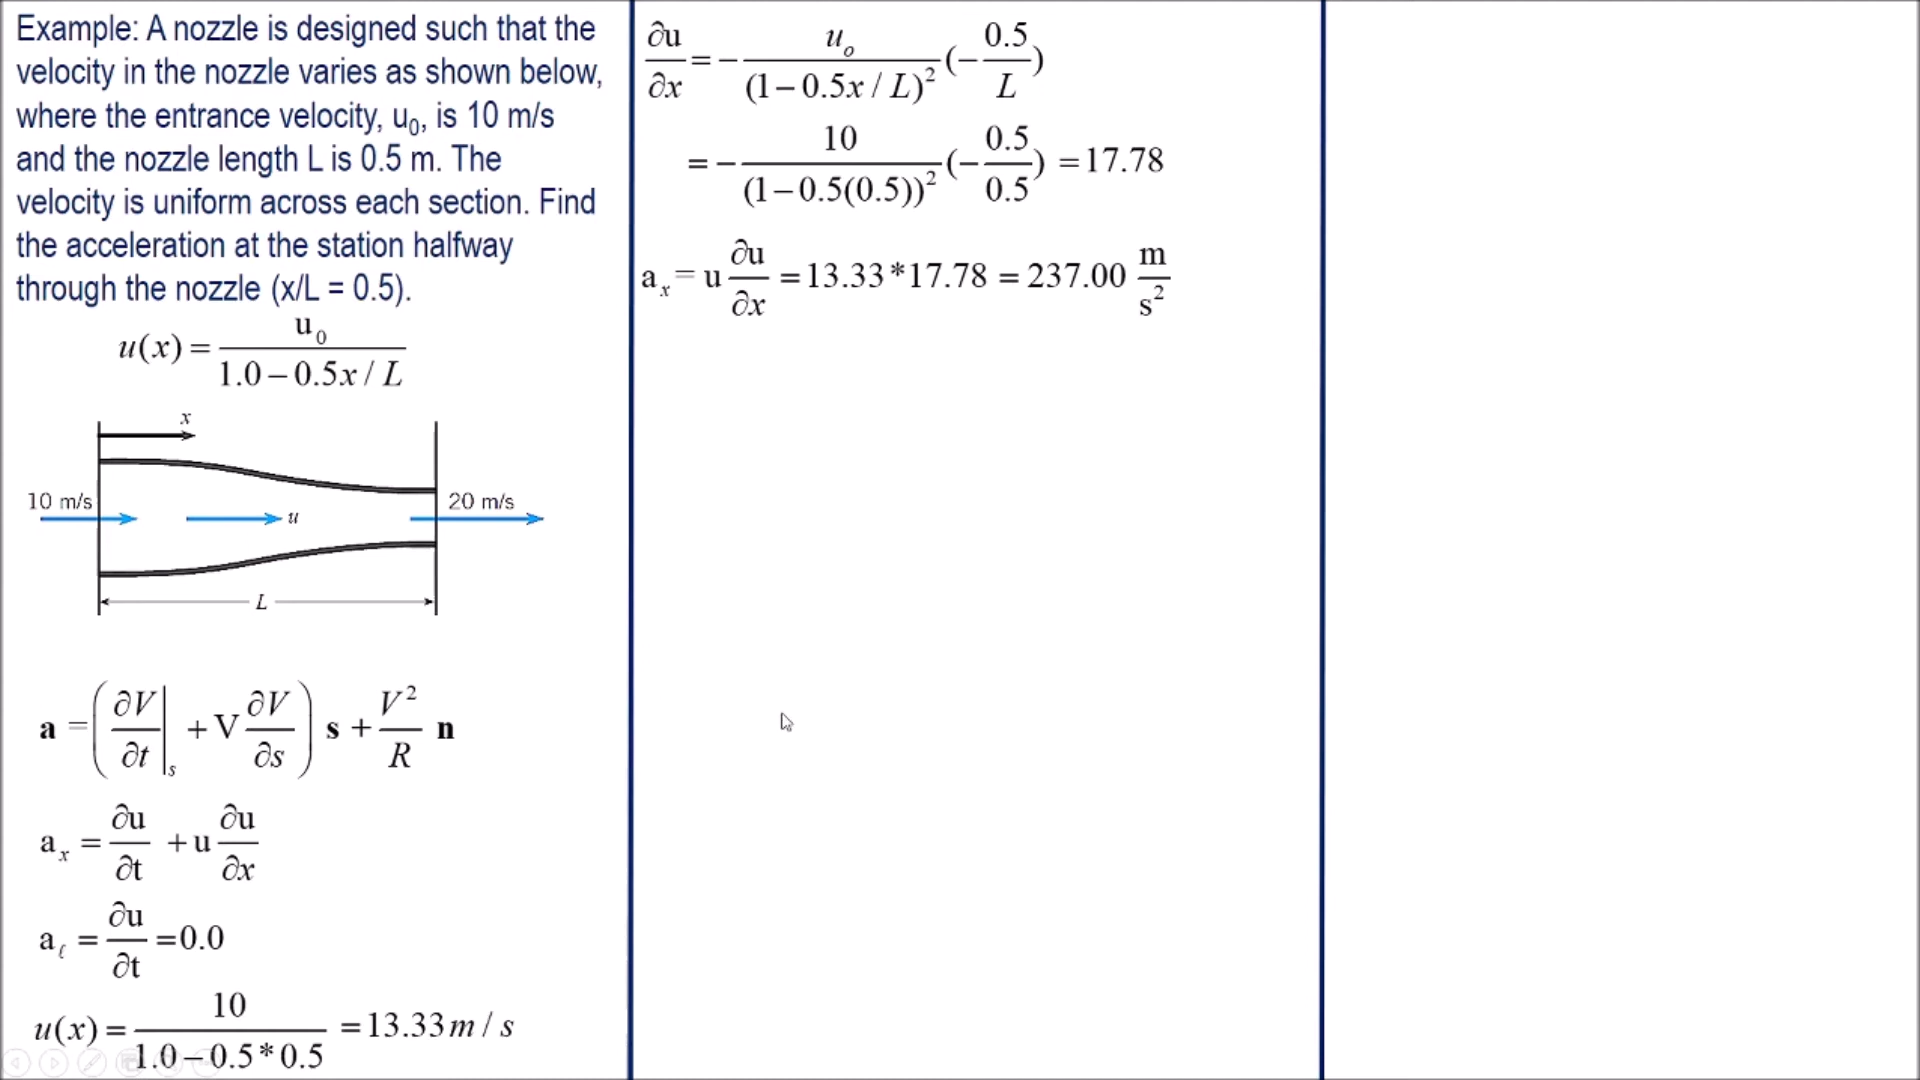 Example: A nozzle is designed such that the
velocity in the nozzle varies as shown below,
where the entrance velocity, u₀, is 10 m/s
and the nozzle length L is 0.5 m. The
velocity is uniform across each section. Find
the acceleration at the station halfway
through the nozzle (x/L = 0.5).
u(x) = u₀ / (1.0 – 0.5x / L)
x
10 m/s
u
20 m/s
L
a = (∂V/∂t|ₛ + V ∂V/∂s) s + V²/R n
aₓ = ∂u/∂t + u ∂u/∂x
a_ℓ = ∂u/∂t = 0.0
u(x) = 10 / (1.0 – 0.5 * 0.5) = 13.33 m / s
∂u/∂x = – uₒ / (1 – 0.5x / L)² (– 0.5/L)
= – 10 / (1 – 0.5(0.5))² (– 0.5/0.5) = 17.78
aₓ = u ∂u/∂x = 13.33 * 17.78 = 237.00 m/s²